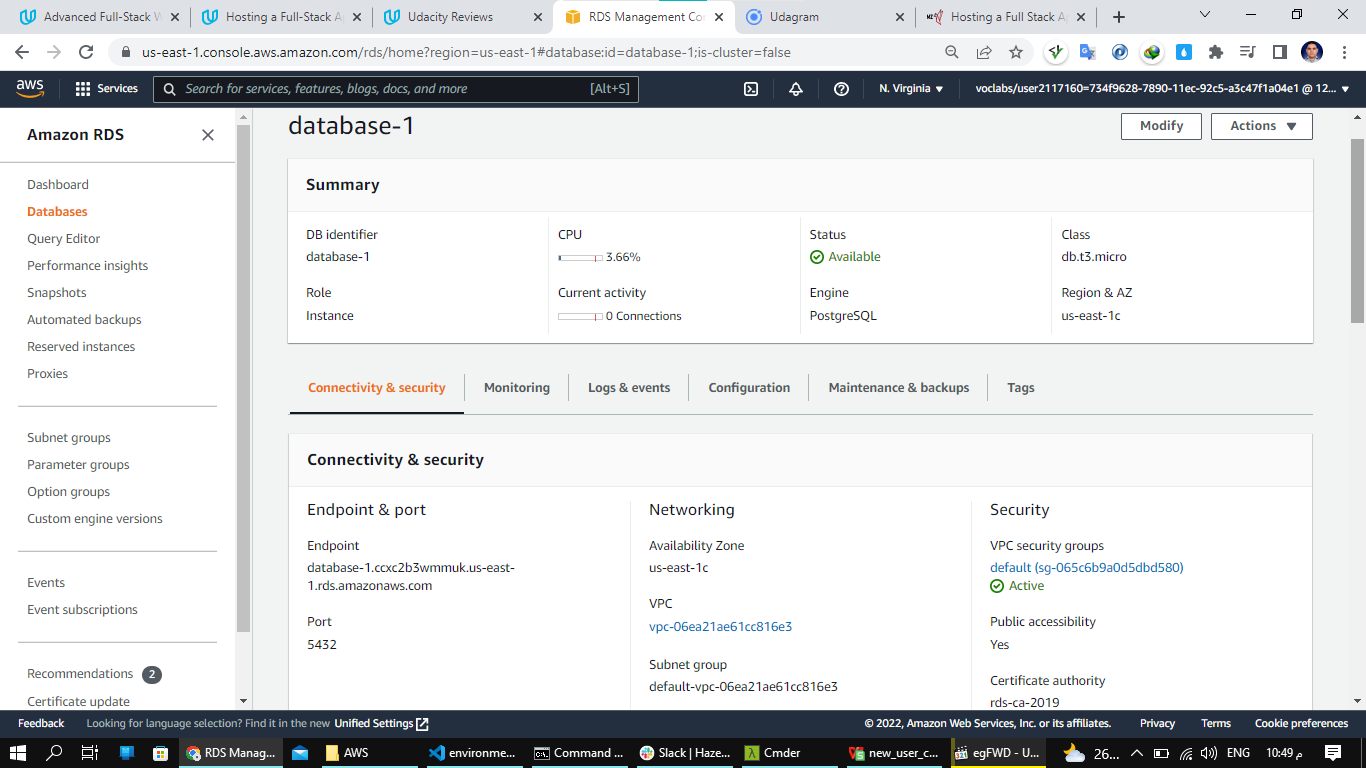 Advanced Full-Stack W
Hosting a Full-Stack A
Udacity Reviews
RDS Management Co
Udagram
Hosting a Full Stack A
us-east-1.console.aws.amazon.com/rds/home?region=us-east-1#database:id=database-1;is-cluster=false
aws
Services
Search for services, features, blogs, docs, and more
[Alt+S]
N. Virginia
voclabs/user2117160=734f9628-7890-11ec-92c5-a3c47f1a04e1 @ 12...
Amazon RDS
Dashboard
Databases
Query Editor
Performance insights
Snapshots
Automated backups
Reserved instances
Proxies
Subnet groups
Parameter groups
Option groups
Custom engine versions
Events
Event subscriptions
Recommendations 2
Certificate update
database-1
Modify
Actions
Summary
DB identifier
database-1
CPU
3.66%
Status
Available
Class
db.t3.micro
Role
Instance
Current activity
0 Connections
Engine
PostgreSQL
Region & AZ
us-east-1c
Connectivity & security
Monitoring
Logs & events
Configuration
Maintenance & backups
Tags
Connectivity & security
Endpoint & port
Endpoint
database-1.ccxc2b3wmmuk.us-east-
1.rds.amazonaws.com
Port
5432
Networking
Availability Zone
us-east-1c
VPC
vpc-06ea21ae61cc816e3
Subnet group
default-vpc-06ea21ae61cc816e3
Security
VPC security groups
default (sg-065c6b9a0d5dbd580)
Active
Public accessibility
Yes
Certificate authority
rds-ca-2019
Feedback
Looking for language selection? Find it in the new Unified Settings
© 2022, Amazon Web Services, Inc. or its affiliates.
Privacy
Terms
Cookie preferences
RDS Manag...
AWS
environme...
Command ...
Slack | Haze...
Cmder
new_user_c...
egFWD - U...
26...
ENG
10:49 م